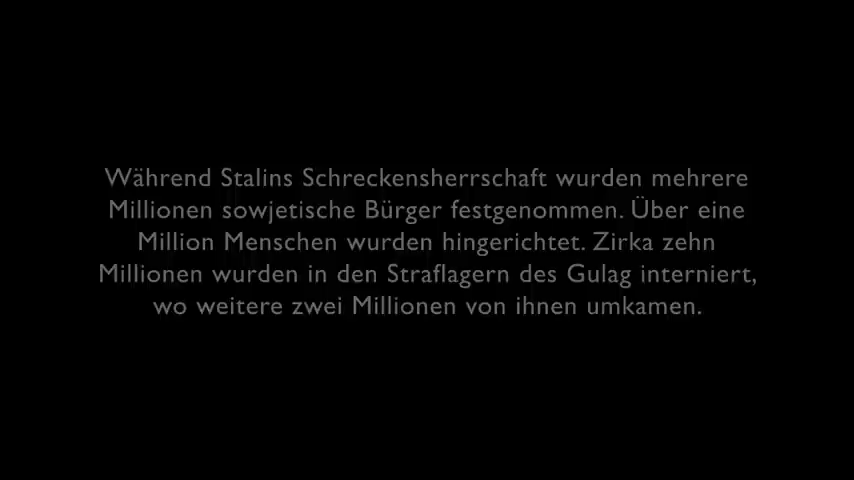 Während Stalins Schreckensherrschaft wurden mehrere
Millionen sowjetische Bürger festgenommen. Über eine
Million Menschen wurden hingerichtet. Zirka zehn
Millionen wurden in den Straflagern des Gulag interniert,
wo weitere zwei Millionen von ihnen umkamen.